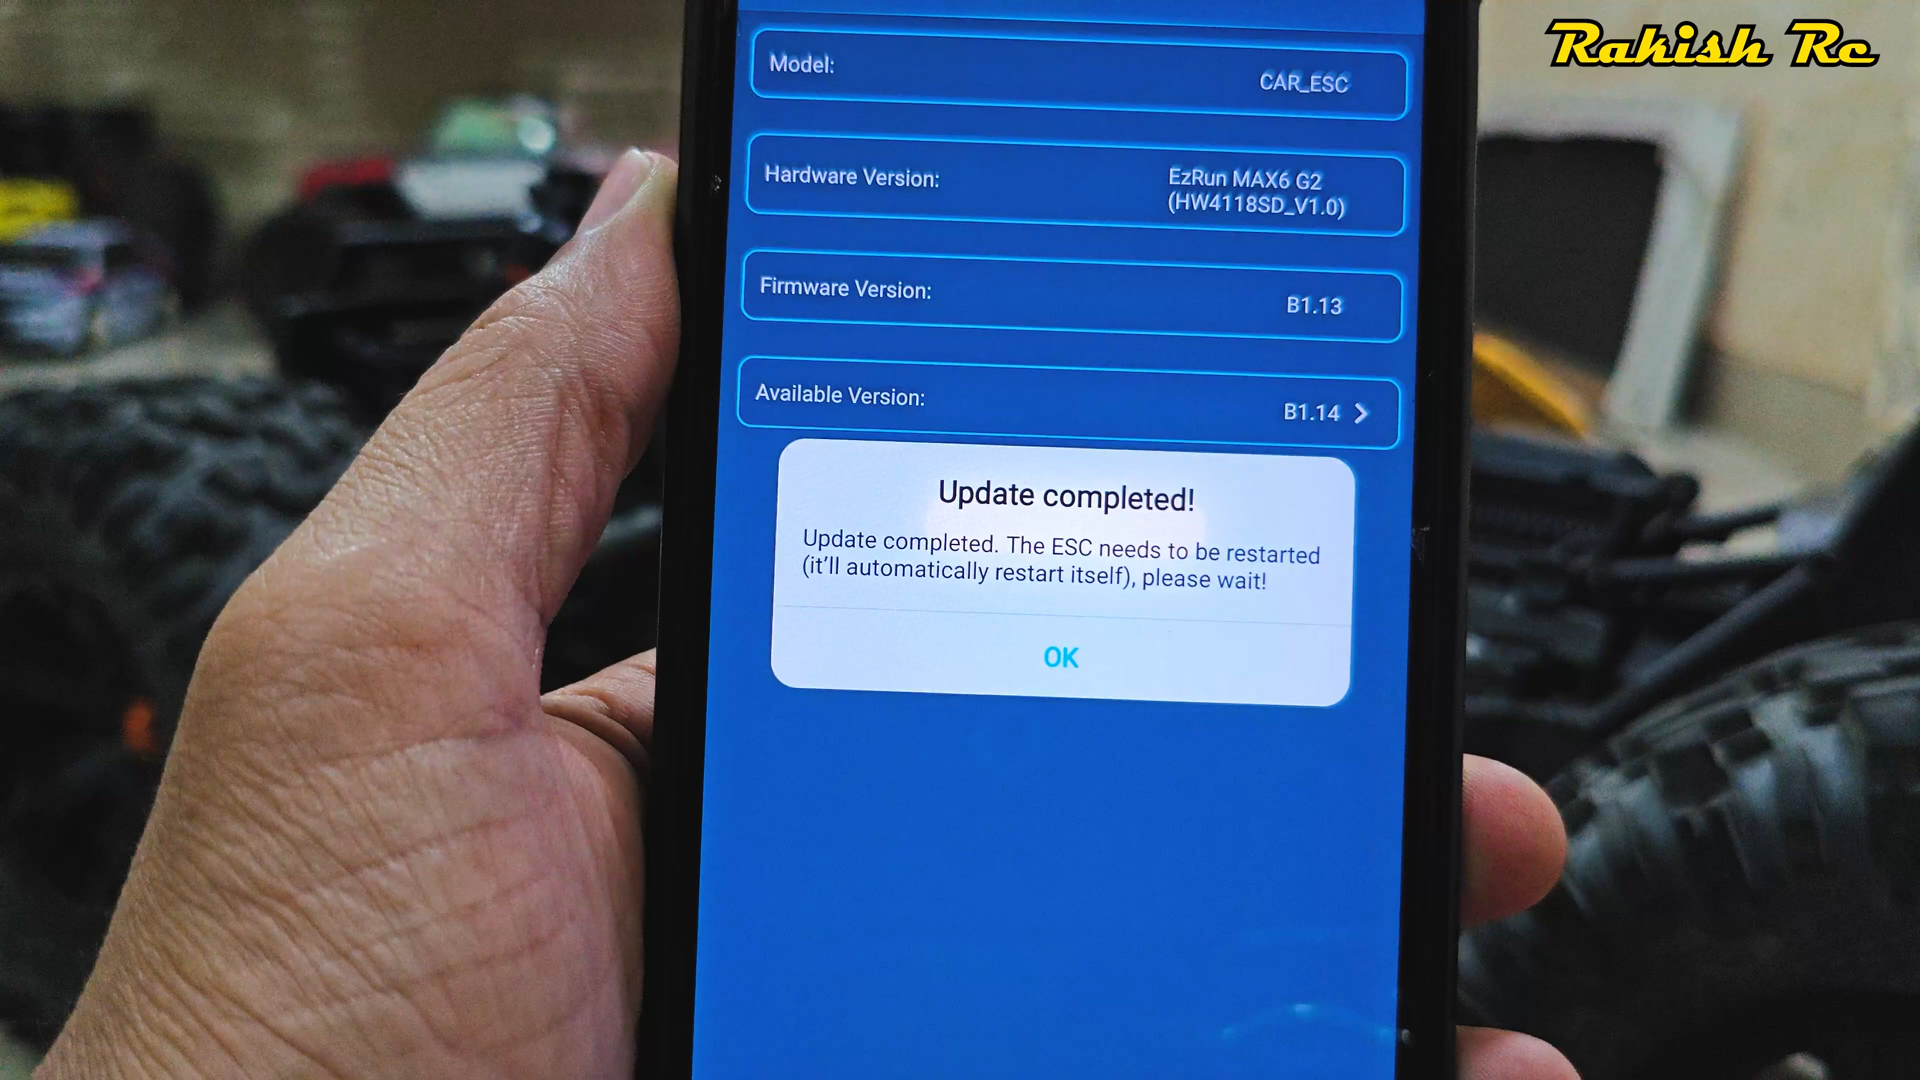 Rakish Rc
Model:
CAR_ESC
Hardware Version:
EzRun MAX6 G2
(HW4118SD_V1.0)
Firmware Version:
B1.13
Available Version:
B1.14
Update completed!
Update completed. The ESC needs to be restarted
(it'll automatically restart itself), please wait!
OK